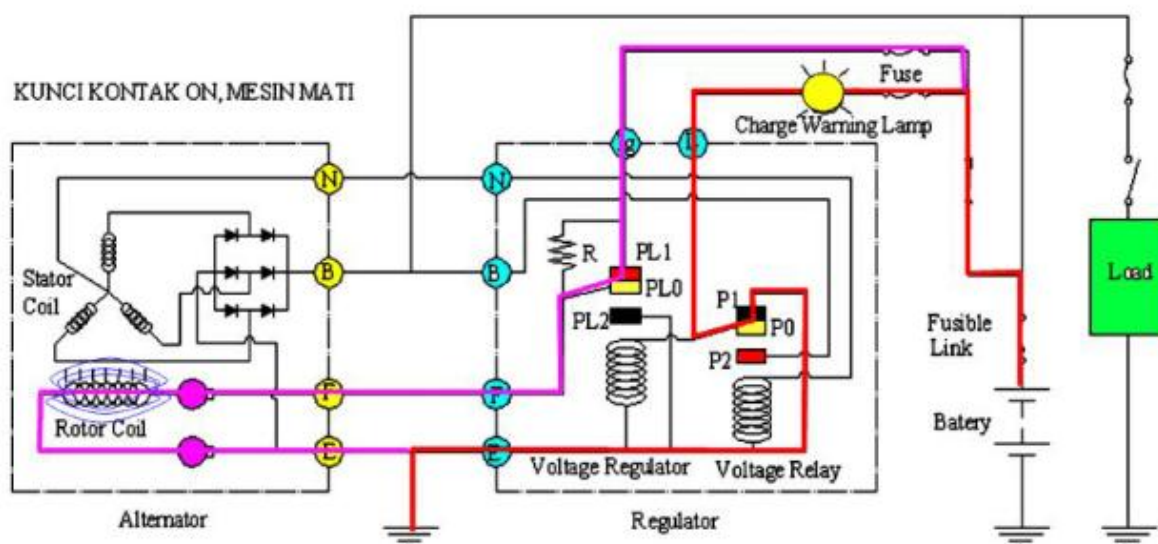 KUNCI KONTAK ON, MESIN MATI
Fuse
Charge Warning Lamp
Ig
L
N
N
Stator
Coil
B
B
R
PL1
PL0
PL2
P1
P0
P2
Load
Fusible
Link
Batery
F
F
Rotor Coil
E
E
Voltage Regulator
Voltage Relay
Alternator
Regulator